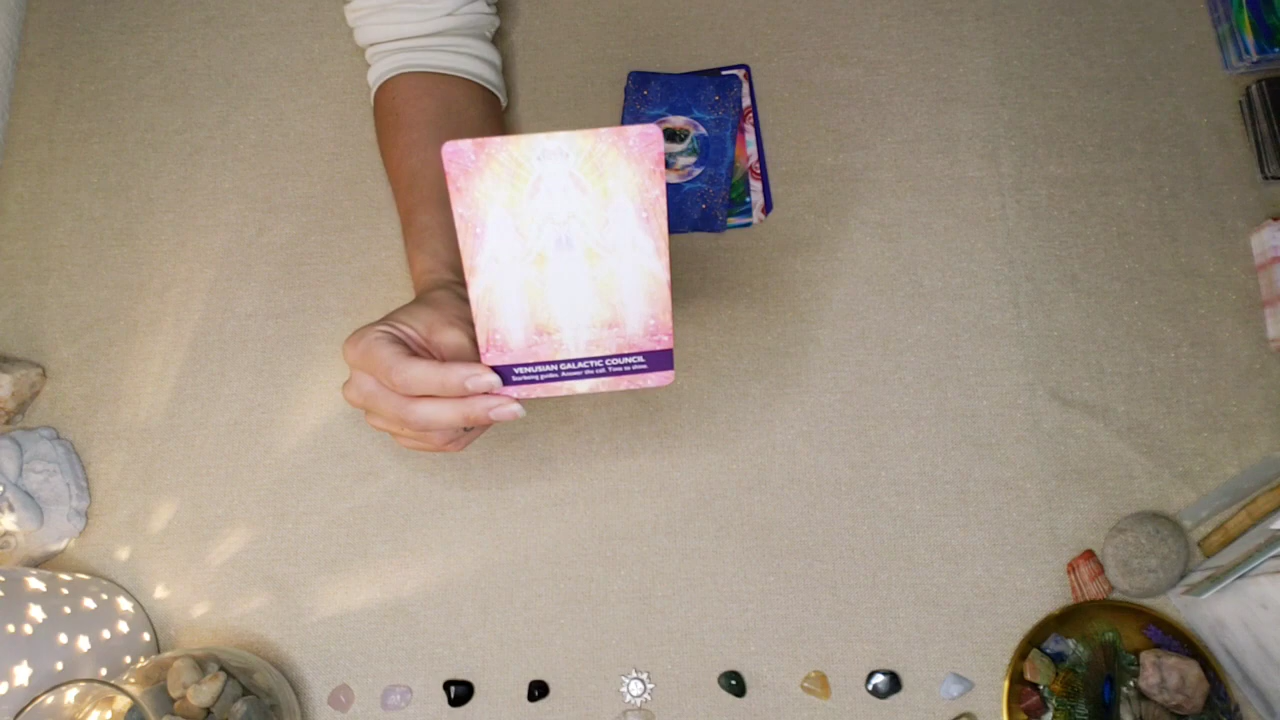 VENUSIAN GALACTIC COUNCIL
Starbeing guides. Answer the call. Time to shine.